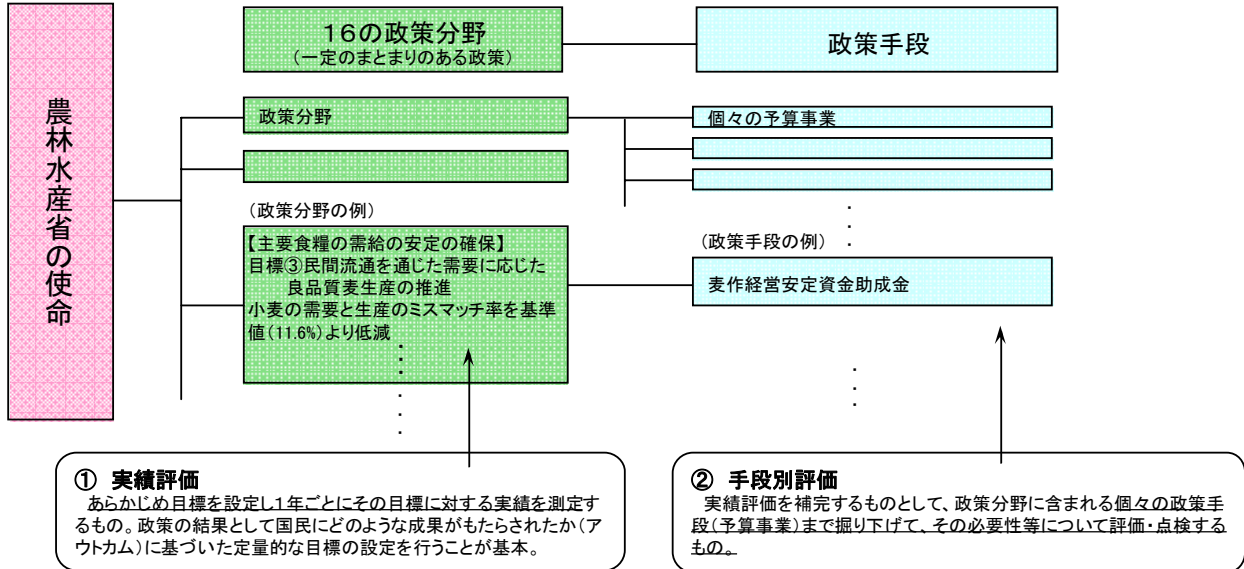 農林水産省の使命
16の政策分野
(一定のまとまりのある政策)
政策手段
政策分野
個々の予算事業
(政策分野の例)
【主要食糧の需給の安定の確保】
目標③民間流通を通じた需要に応じた
良品質麦生産の推進
小麦の需要と生産のミスマッチ率を基準
値(11.6%)より低減
(政策手段の例)
麦作経営安定資金助成金
① 実績評価
あらかじめ目標を設定し1年ごとにその目標に対する実績を測定す
るもの。政策の結果として国民にどのような成果がもたらされたか(ア
ウトカム)に基づいた定量的な目標の設定を行うことが基本。
② 手段別評価
実績評価を補完するものとして、政策分野に含まれる個々の政策手
段(予算事業)まで掘り下げて、その必要性等について評価・点検する
もの。